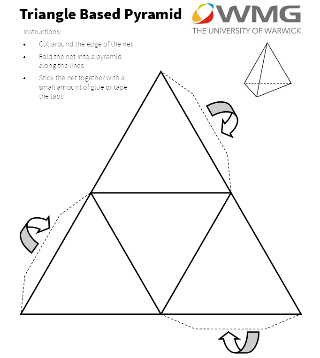 Triangle Based Pyramid
WMG
THE UNIVERSITY OF WARWICK
Instructions:
• Cut around the edge of the net.
• Fold the net into a pyramid
along the lines.
• Stick the net together with a
small amount of glue or tape
the tabs.